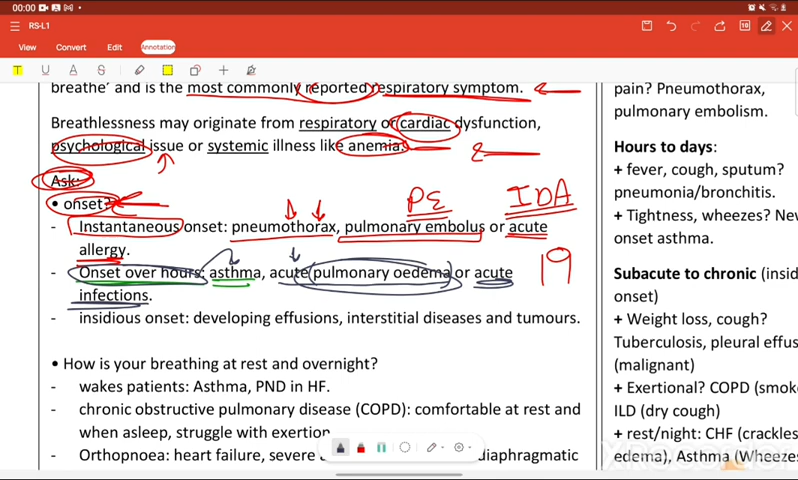 00:00
RS-L1
18
View Convert Edit Annotation
breathe' and is the most commonly reported respiratory symptom.
Breathlessness may originate from respiratory or cardiac dysfunction,
psychological issue or systemic illness like anemia.
Ask:
• onset?
PE IDA
- Instantaneous onset: pneumothorax, pulmonary embolus or acute
allergy.
- Onset over hours: asthma, acute pulmonary oedema or acute
infections.
19
- insidious onset: developing effusions, interstitial diseases and tumours.
• How is your breathing at rest and overnight?
- wakes patients: Asthma, PND in HF.
- chronic obstructive pulmonary disease (COPD): comfortable at rest and
when asleep, struggle with exertion
- Orthopnoea: heart failure, severe diaphragmatic
pain? Pneumothorax,
pulmonary embolism.
Hours to days:
+ fever, cough, sputum?
pneumonia/bronchitis.
+ Tightness, wheezes? Ne
onset asthma.
Subacute to chronic (insid
onset)
+ Weight loss, cough?
Tuberculosis, pleural effus
(malignant)
+ Exertional? COPD (smok
ILD (dry cough)
+ rest/night: CHF (crackles
edema), Asthma (Wheezes